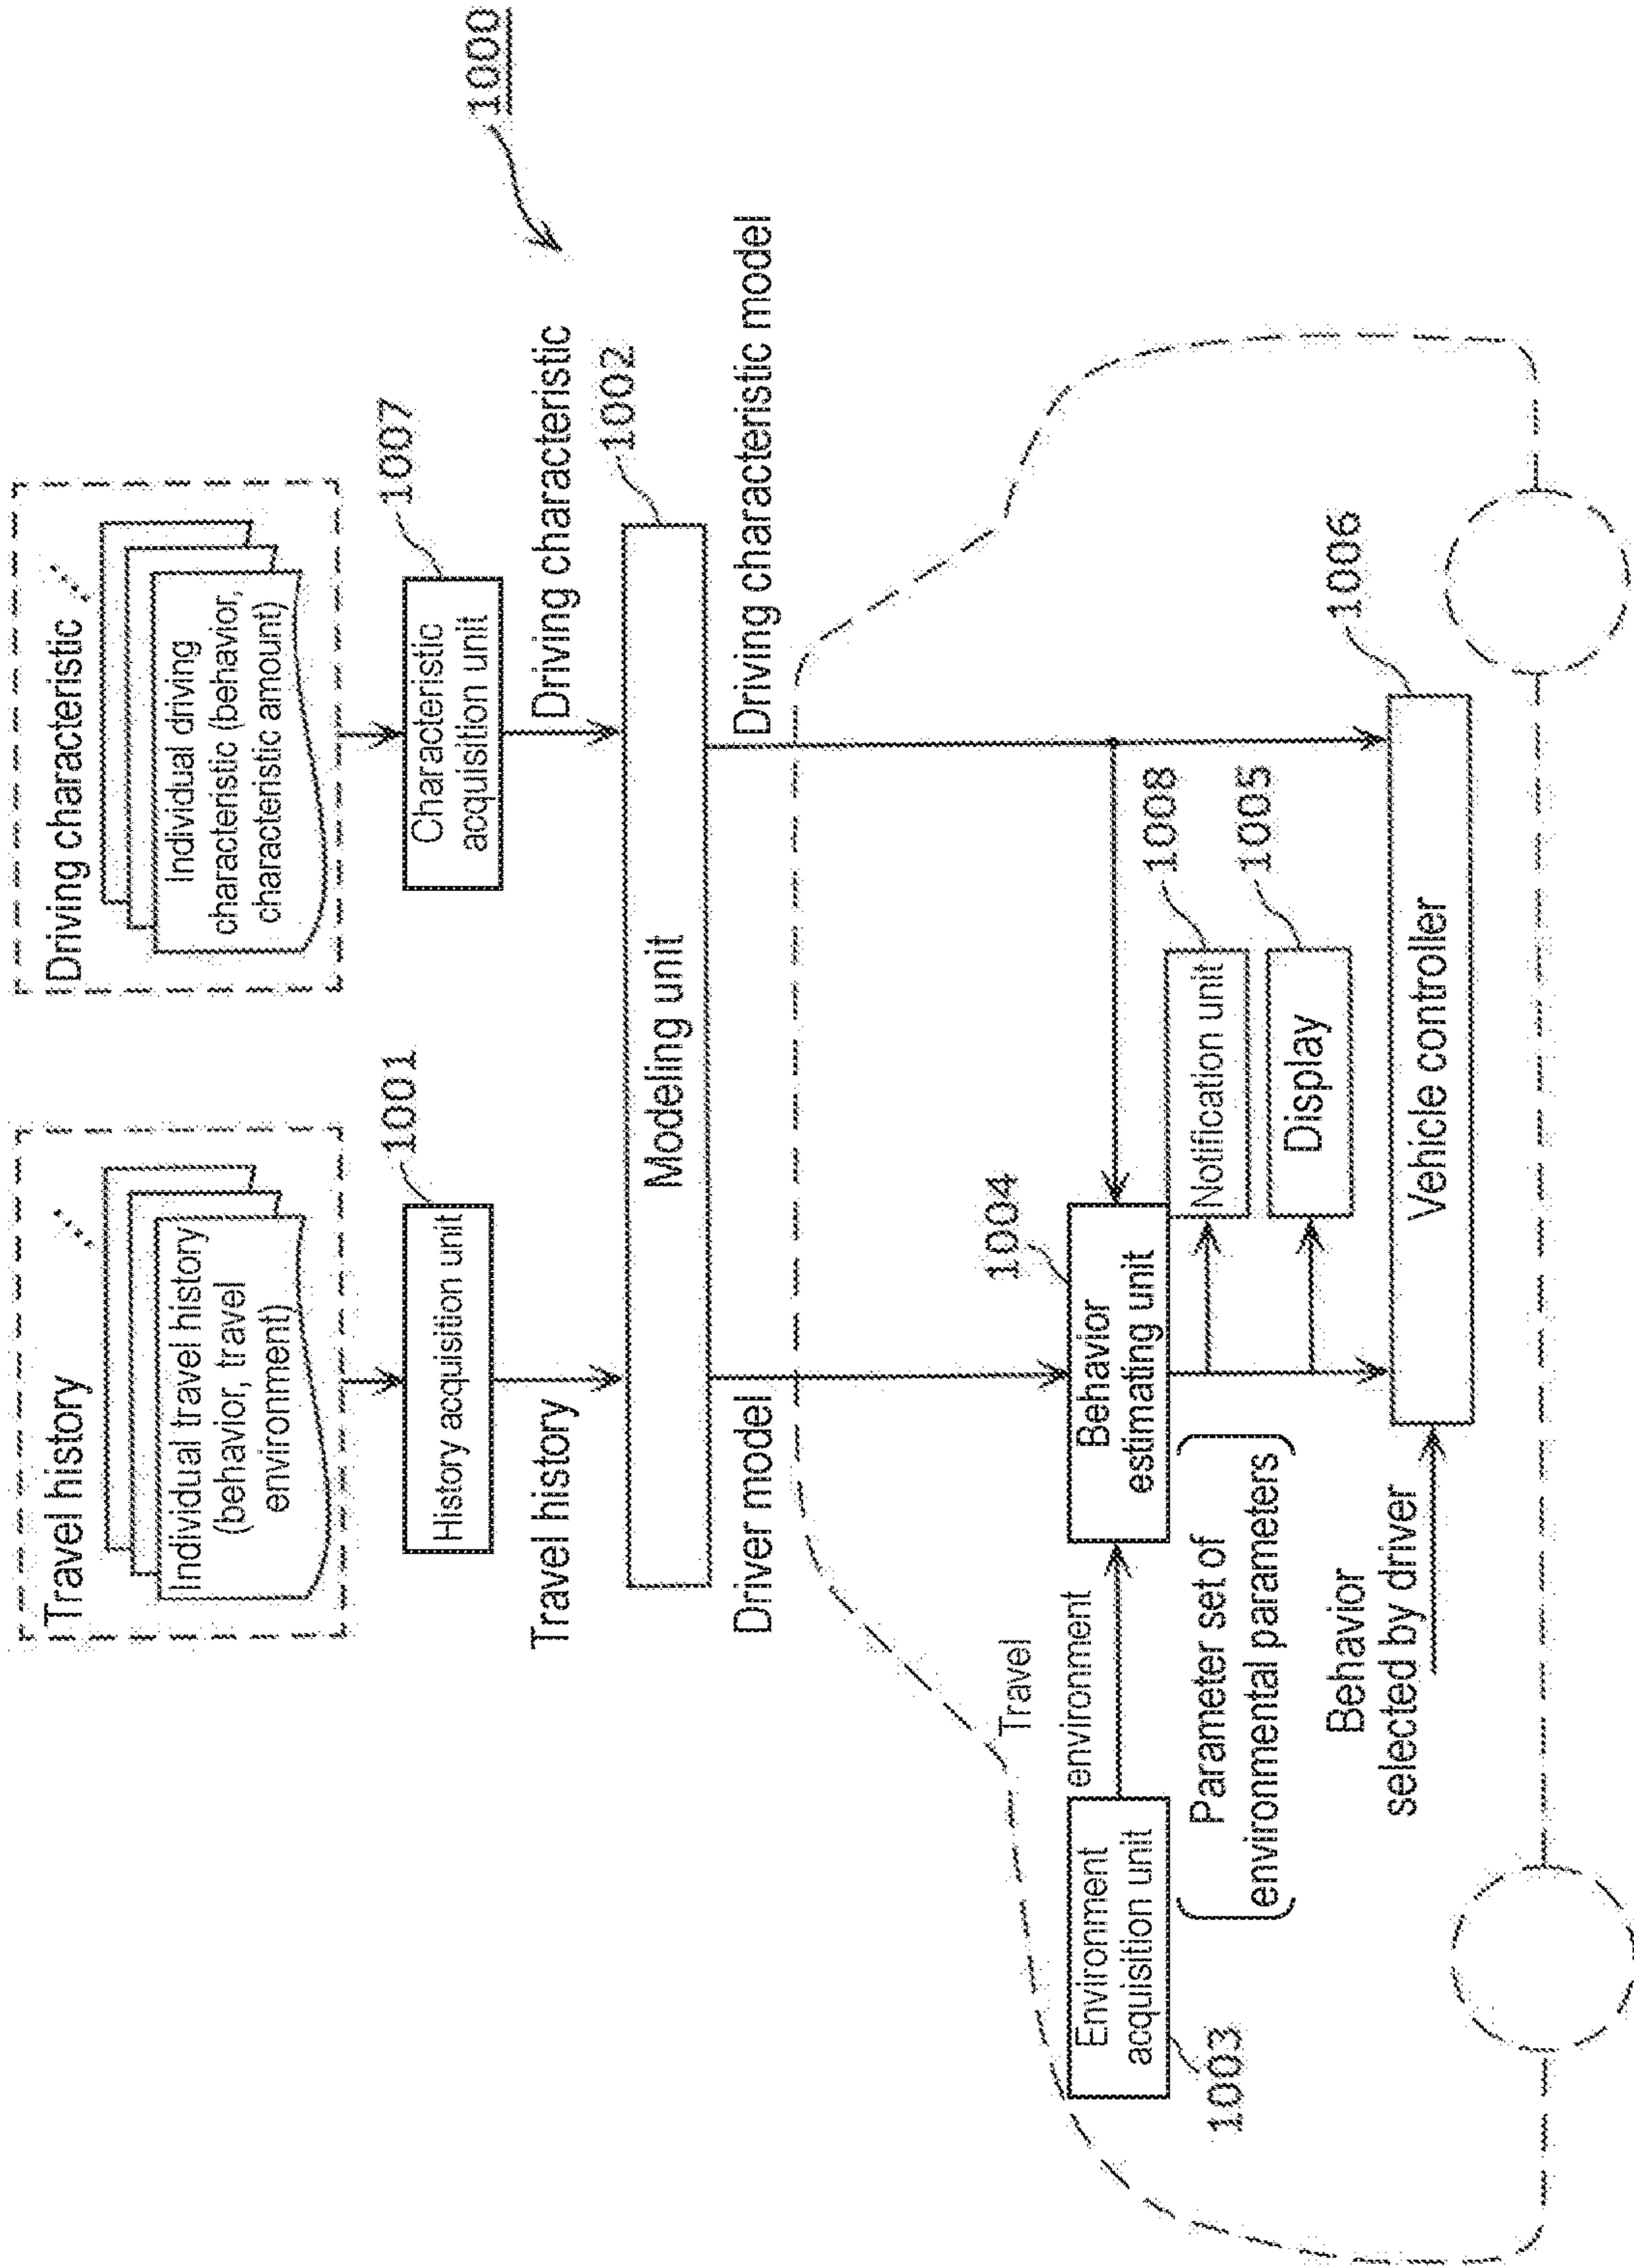 1000
Travel history
Individual travel history
(behavior, travel
environment)
Driving characteristic
Individual driving
characteristic (behavior,
characteristic amount)
1001
History acquisition unit
1007
Characteristic
acquisition unit
Travel history
Driving characteristic
1002
Modeling unit
Driver model
Driving characteristic model
Travel
environment
1003
Environment
acquisition unit
1004
Behavior
estimating unit
Parameter set of
environmental parameters
1008
Notification unit
1005
Display
Behavior
selected by driver
1006
Vehicle controller